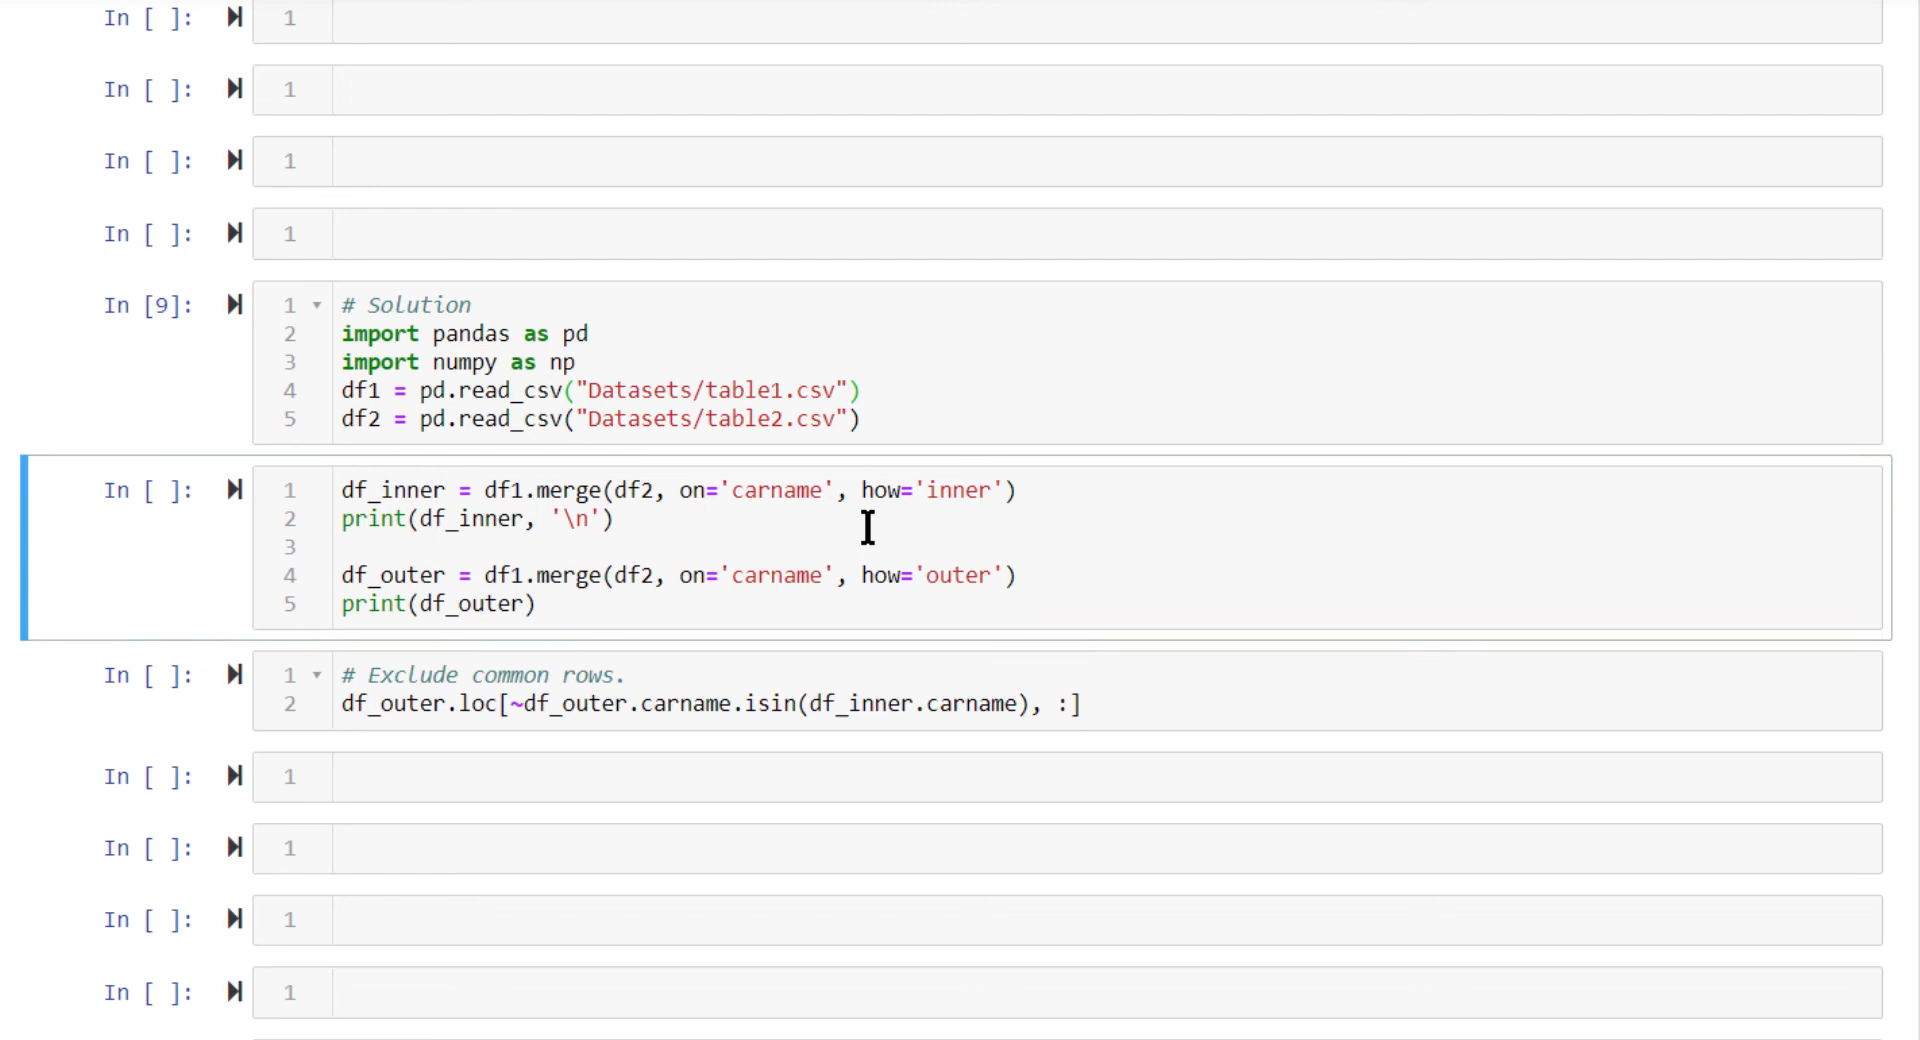 In [ ]: 1
In [ ]: 1
In [ ]: 1
In [ ]: 1
In [9]: 1 # Solution
2 import pandas as pd
3 import numpy as np
4 df1 = pd.read_csv("Datasets/table1.csv")
5 df2 = pd.read_csv("Datasets/table2.csv")
In [ ]: 1 df_inner = df1.merge(df2, on='carname', how='inner')
2 print(df_inner, '\n')
3
4 df_outer = df1.merge(df2, on='carname', how='outer')
5 print(df_outer)
In [ ]: 1 # Exclude common rows.
2 df_outer.loc[~df_outer.carname.isin(df_inner.carname), :]
In [ ]: 1
In [ ]: 1
In [ ]: 1
In [ ]: 1